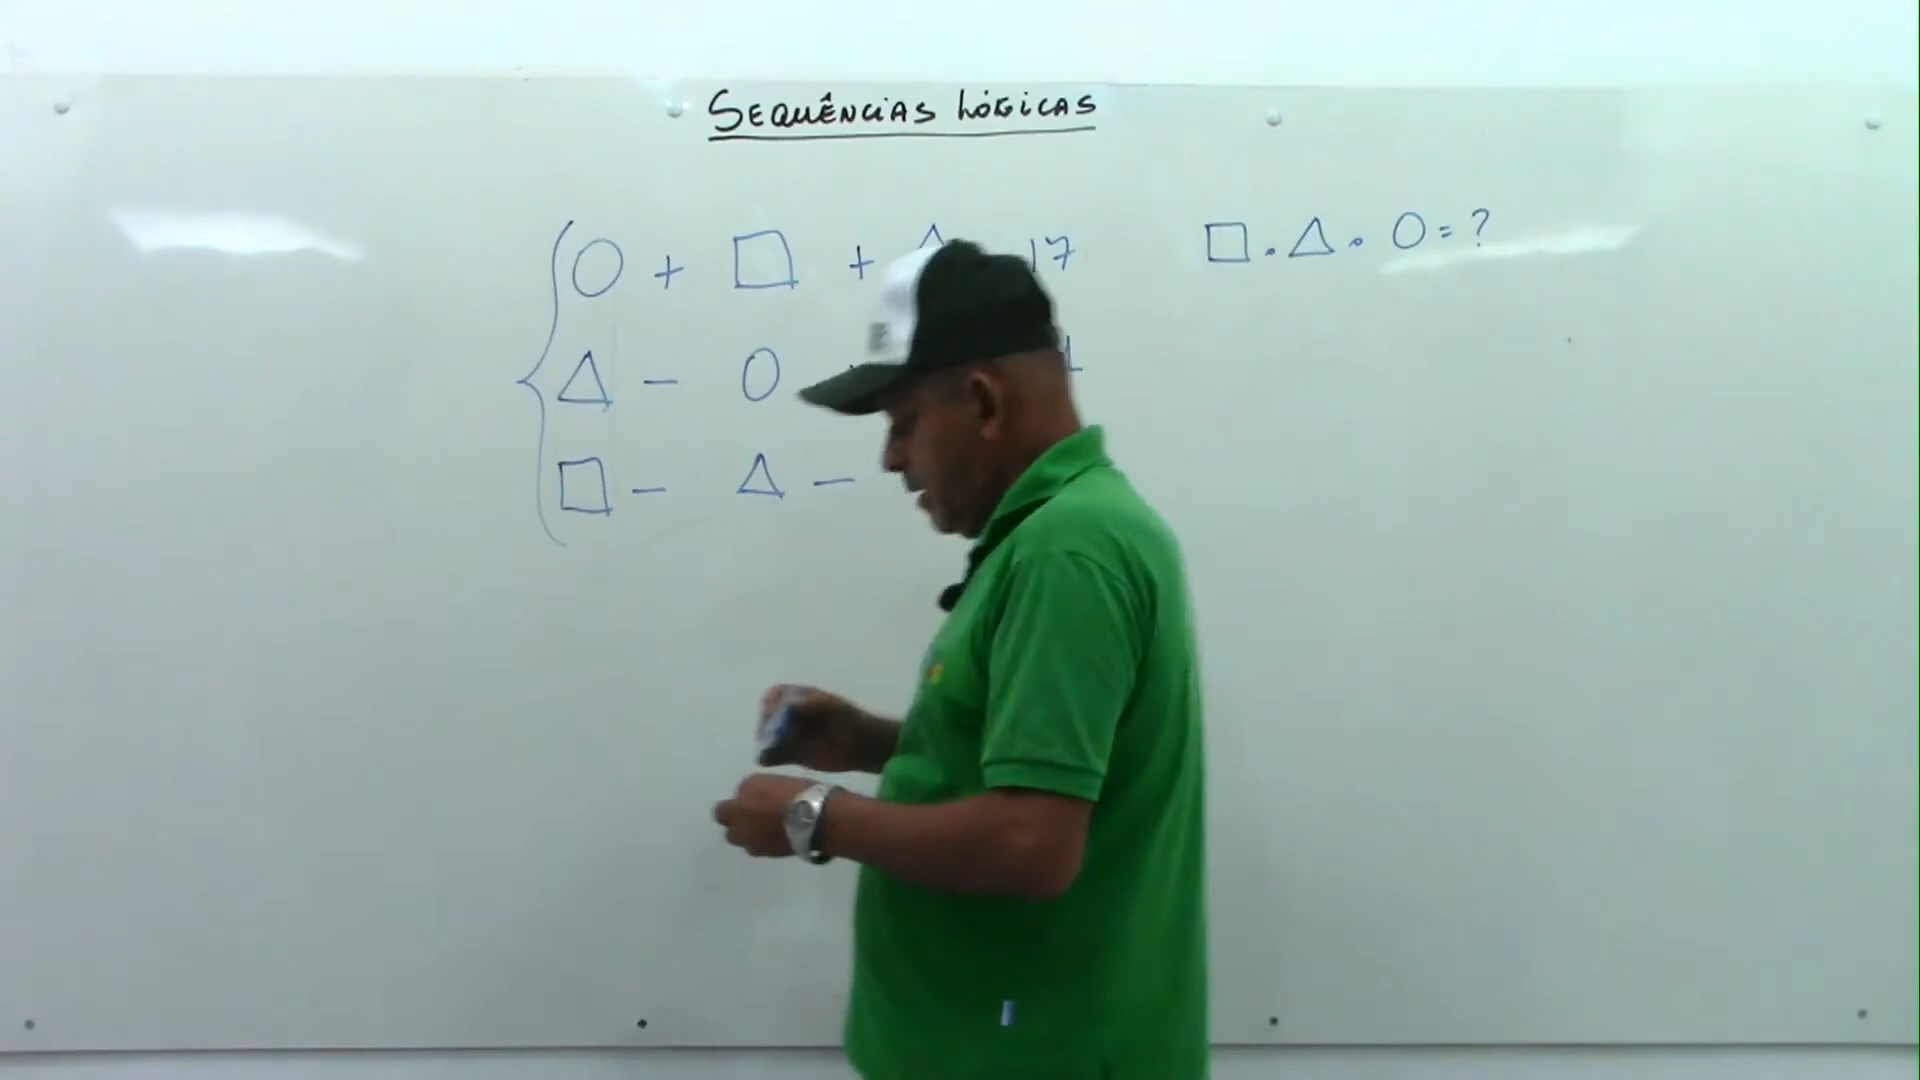 SEQUÊNCIAS LÓGICAS
○ + □ + △ 17
□ . △ . ○ = ?
△ - ○
□ - △ -